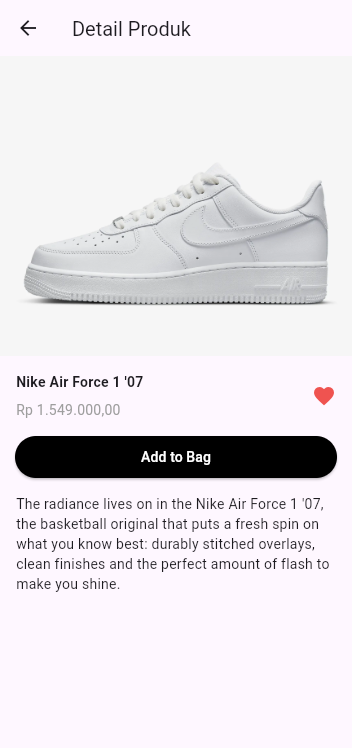 Detail Produk
AIR
Nike Air Force 1 '07
Rp 1.549.000,00
Add to Bag
The radiance lives on in the Nike Air Force 1 '07,
the basketball original that puts a fresh spin on
what you know best: durably stitched overlays,
clean finishes and the perfect amount of flash to
make you shine.